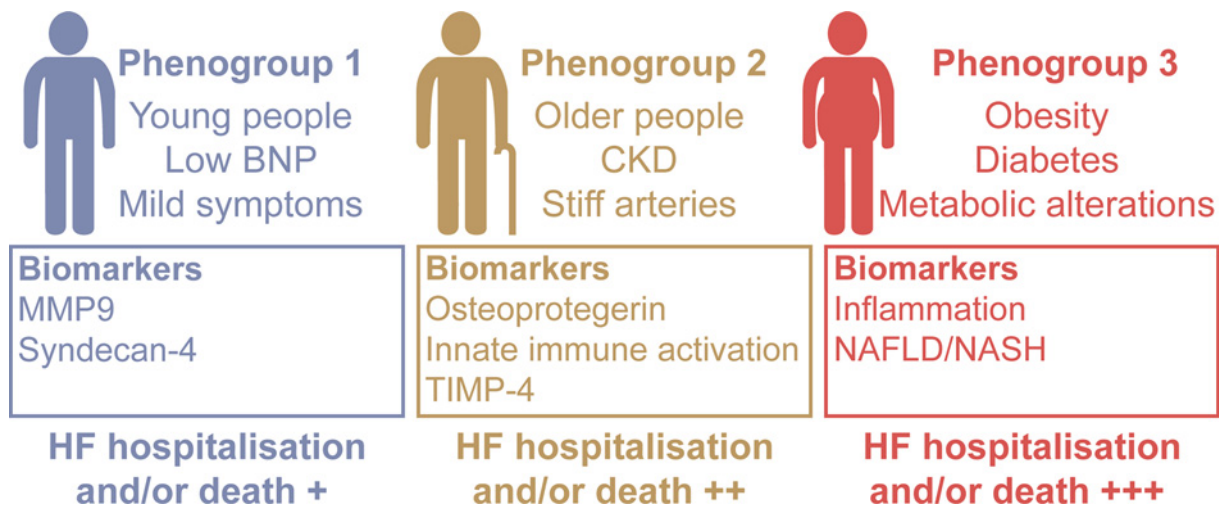 Phenogroup 1
Young people
Low BNP
Mild symptoms
Biomarkers
MMP9
Syndecan-4
HF hospitalisation
and/or death +
Phenogroup 2
Older people
CKD
Stiff arteries
Biomarkers
Osteoprotegerin
Innate immune activation
TIMP-4
HF hospitalisation
and/or death ++
Phenogroup 3
Obesity
Diabetes
Metabolic alterations
Biomarkers
Inflammation
NAFLD/NASH
HF hospitalisation
and/or death +++